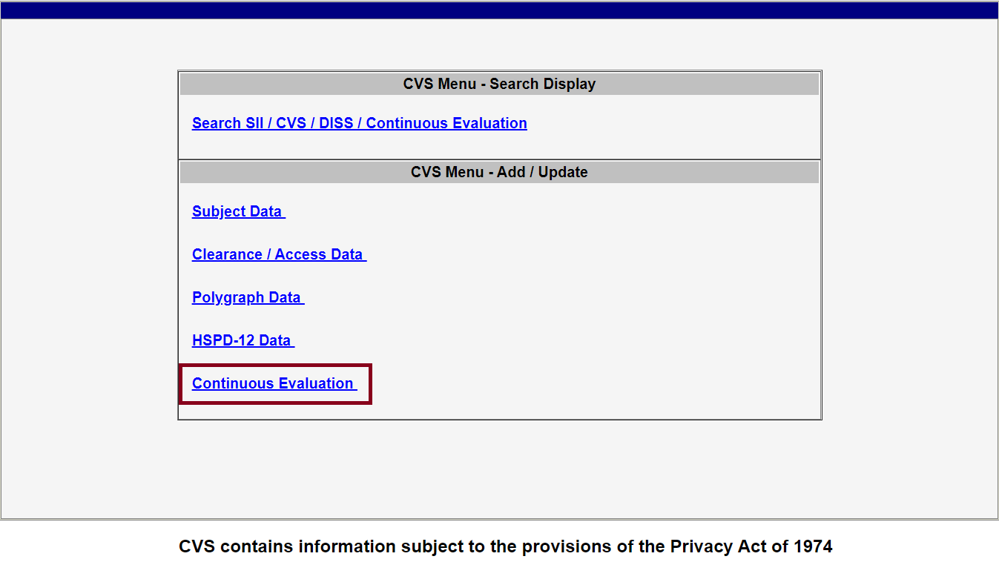 CVS Menu - Search Display
Search SII / CVS / DISS / Continuous Evaluation
CVS Menu - Add / Update
Subject Data
Clearance / Access Data
Polygraph Data
HSPD-12 Data
Continuous Evaluation
CVS contains information subject to the provisions of the Privacy Act of 1974